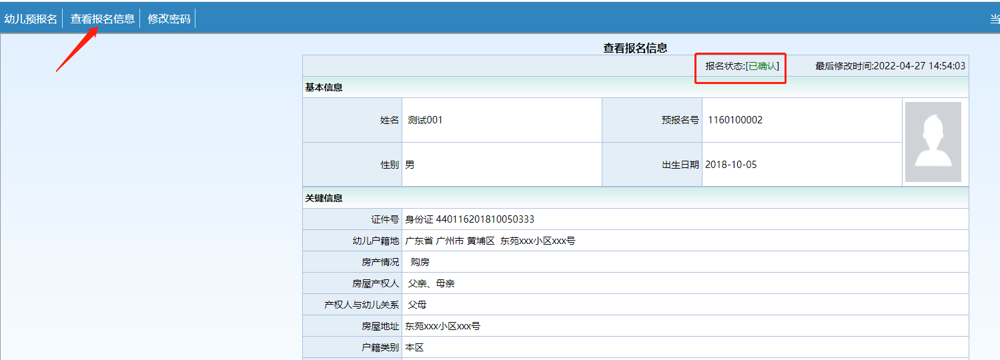 幼儿预报名 查看报名信息 修改密码 当
查看报名信息
报名状态:[已确认] 最后修改时间:2022-04-27 14:54:03
基本信息
姓名 测试001 预报名号 1160100002
性别 男 出生日期 2018-10-05
关键信息
证件号 身份证 440116201810050333
幼儿户籍地 广东省 广州市 黄埔区 东苑xxx小区xxx号
房产情况 购房
房屋产权人 父亲、母亲
产权人与幼儿关系 父母
房屋地址 东苑xxx小区xxx号
户籍类别 本区